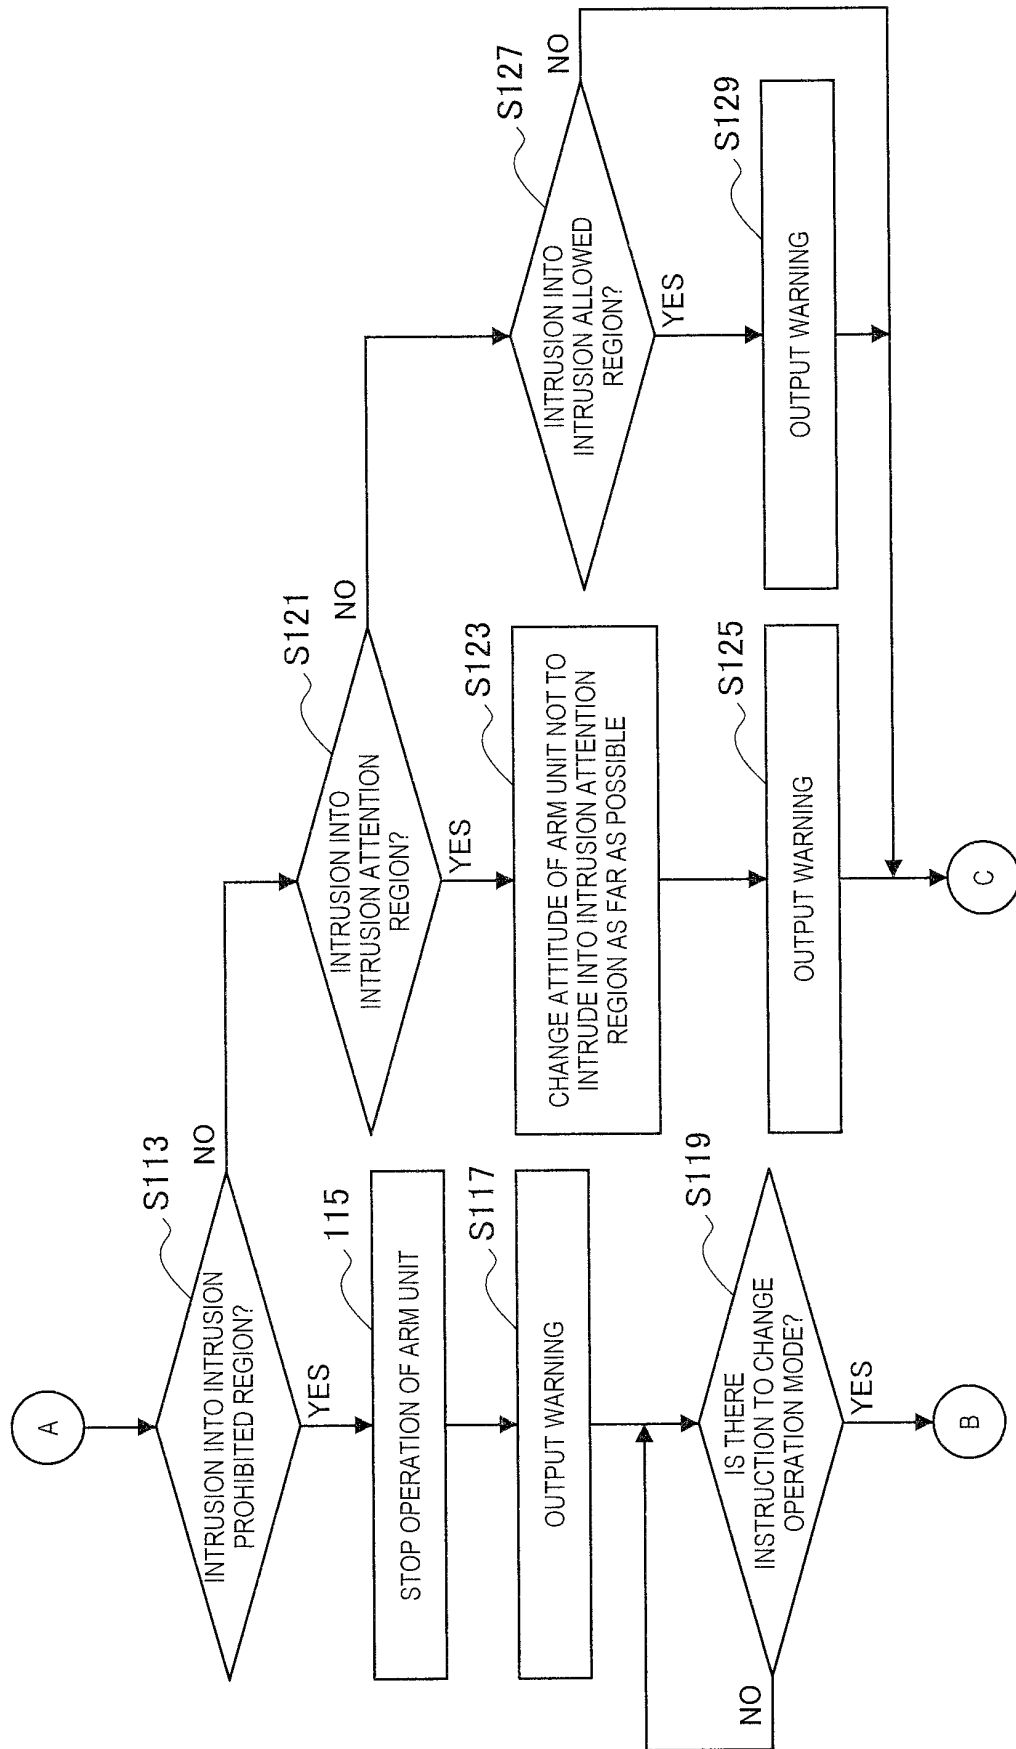 A
S113
INTRUSION INTO INTRUSION
PROHIBITED REGION?
NO
YES
115
STOP OPERATION OF ARM UNIT
S117
OUTPUT WARNING
S119
IS THERE
INSTRUCTION TO CHANGE
OPERATION MODE?
NO
YES
B
S121
INTRUSION INTO
INTRUSION ATTENTION
REGION?
NO
YES
S123
CHANGE ATTITUDE OF ARM UNIT NOT TO
INTRUDE INTO INTRUSION ATTENTION
REGION AS FAR AS POSSIBLE
S125
OUTPUT WARNING
C
S127
INTRUSION INTO
INTRUSION ALLOWED
REGION?
NO
YES
S129
OUTPUT WARNING